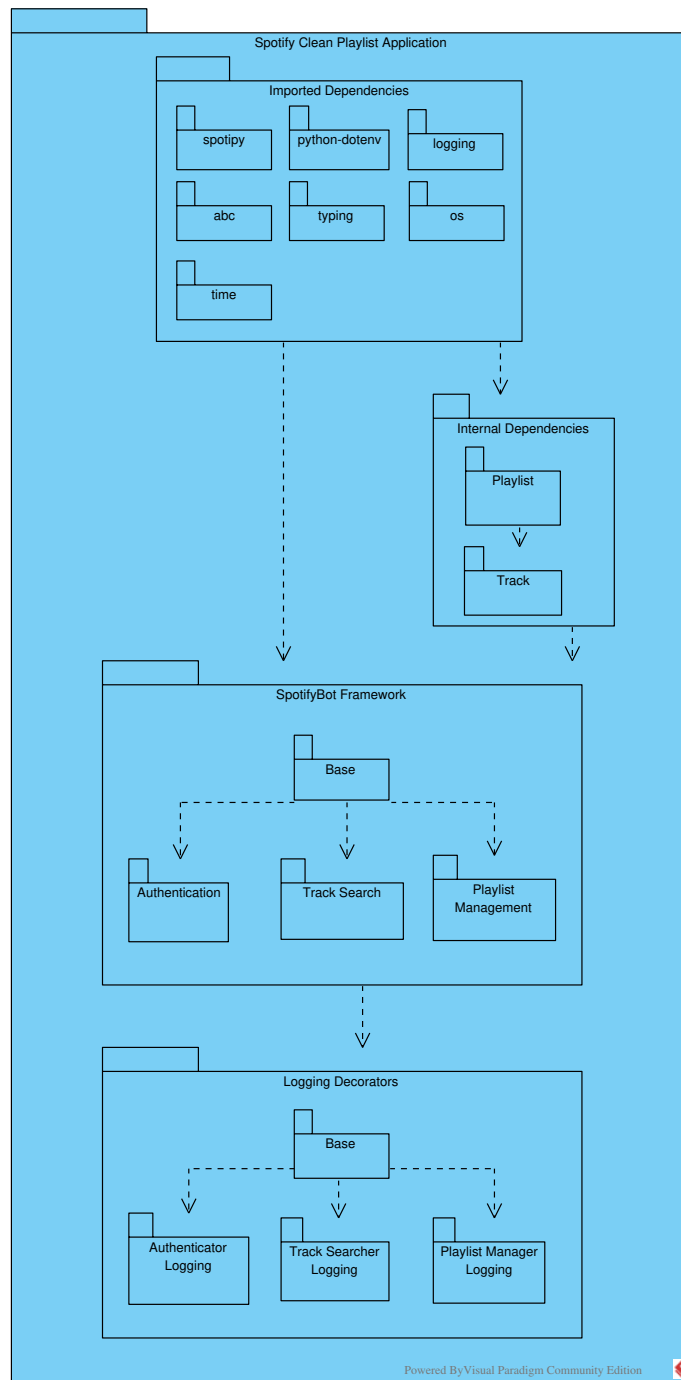 Spotify Clean Playlist Application
Imported Dependencies
spotipy
python-dotenv
logging
abc
typing
os
time
Internal Dependencies
Playlist
Track
SpotifyBot Framework
Base
Authentication
Track Search
Playlist
Management
Logging Decorators
Base
Authenticator
Logging
Track Searcher
Logging
Playlist Manager
Logging
Powered ByVisual Paradigm Community Edition